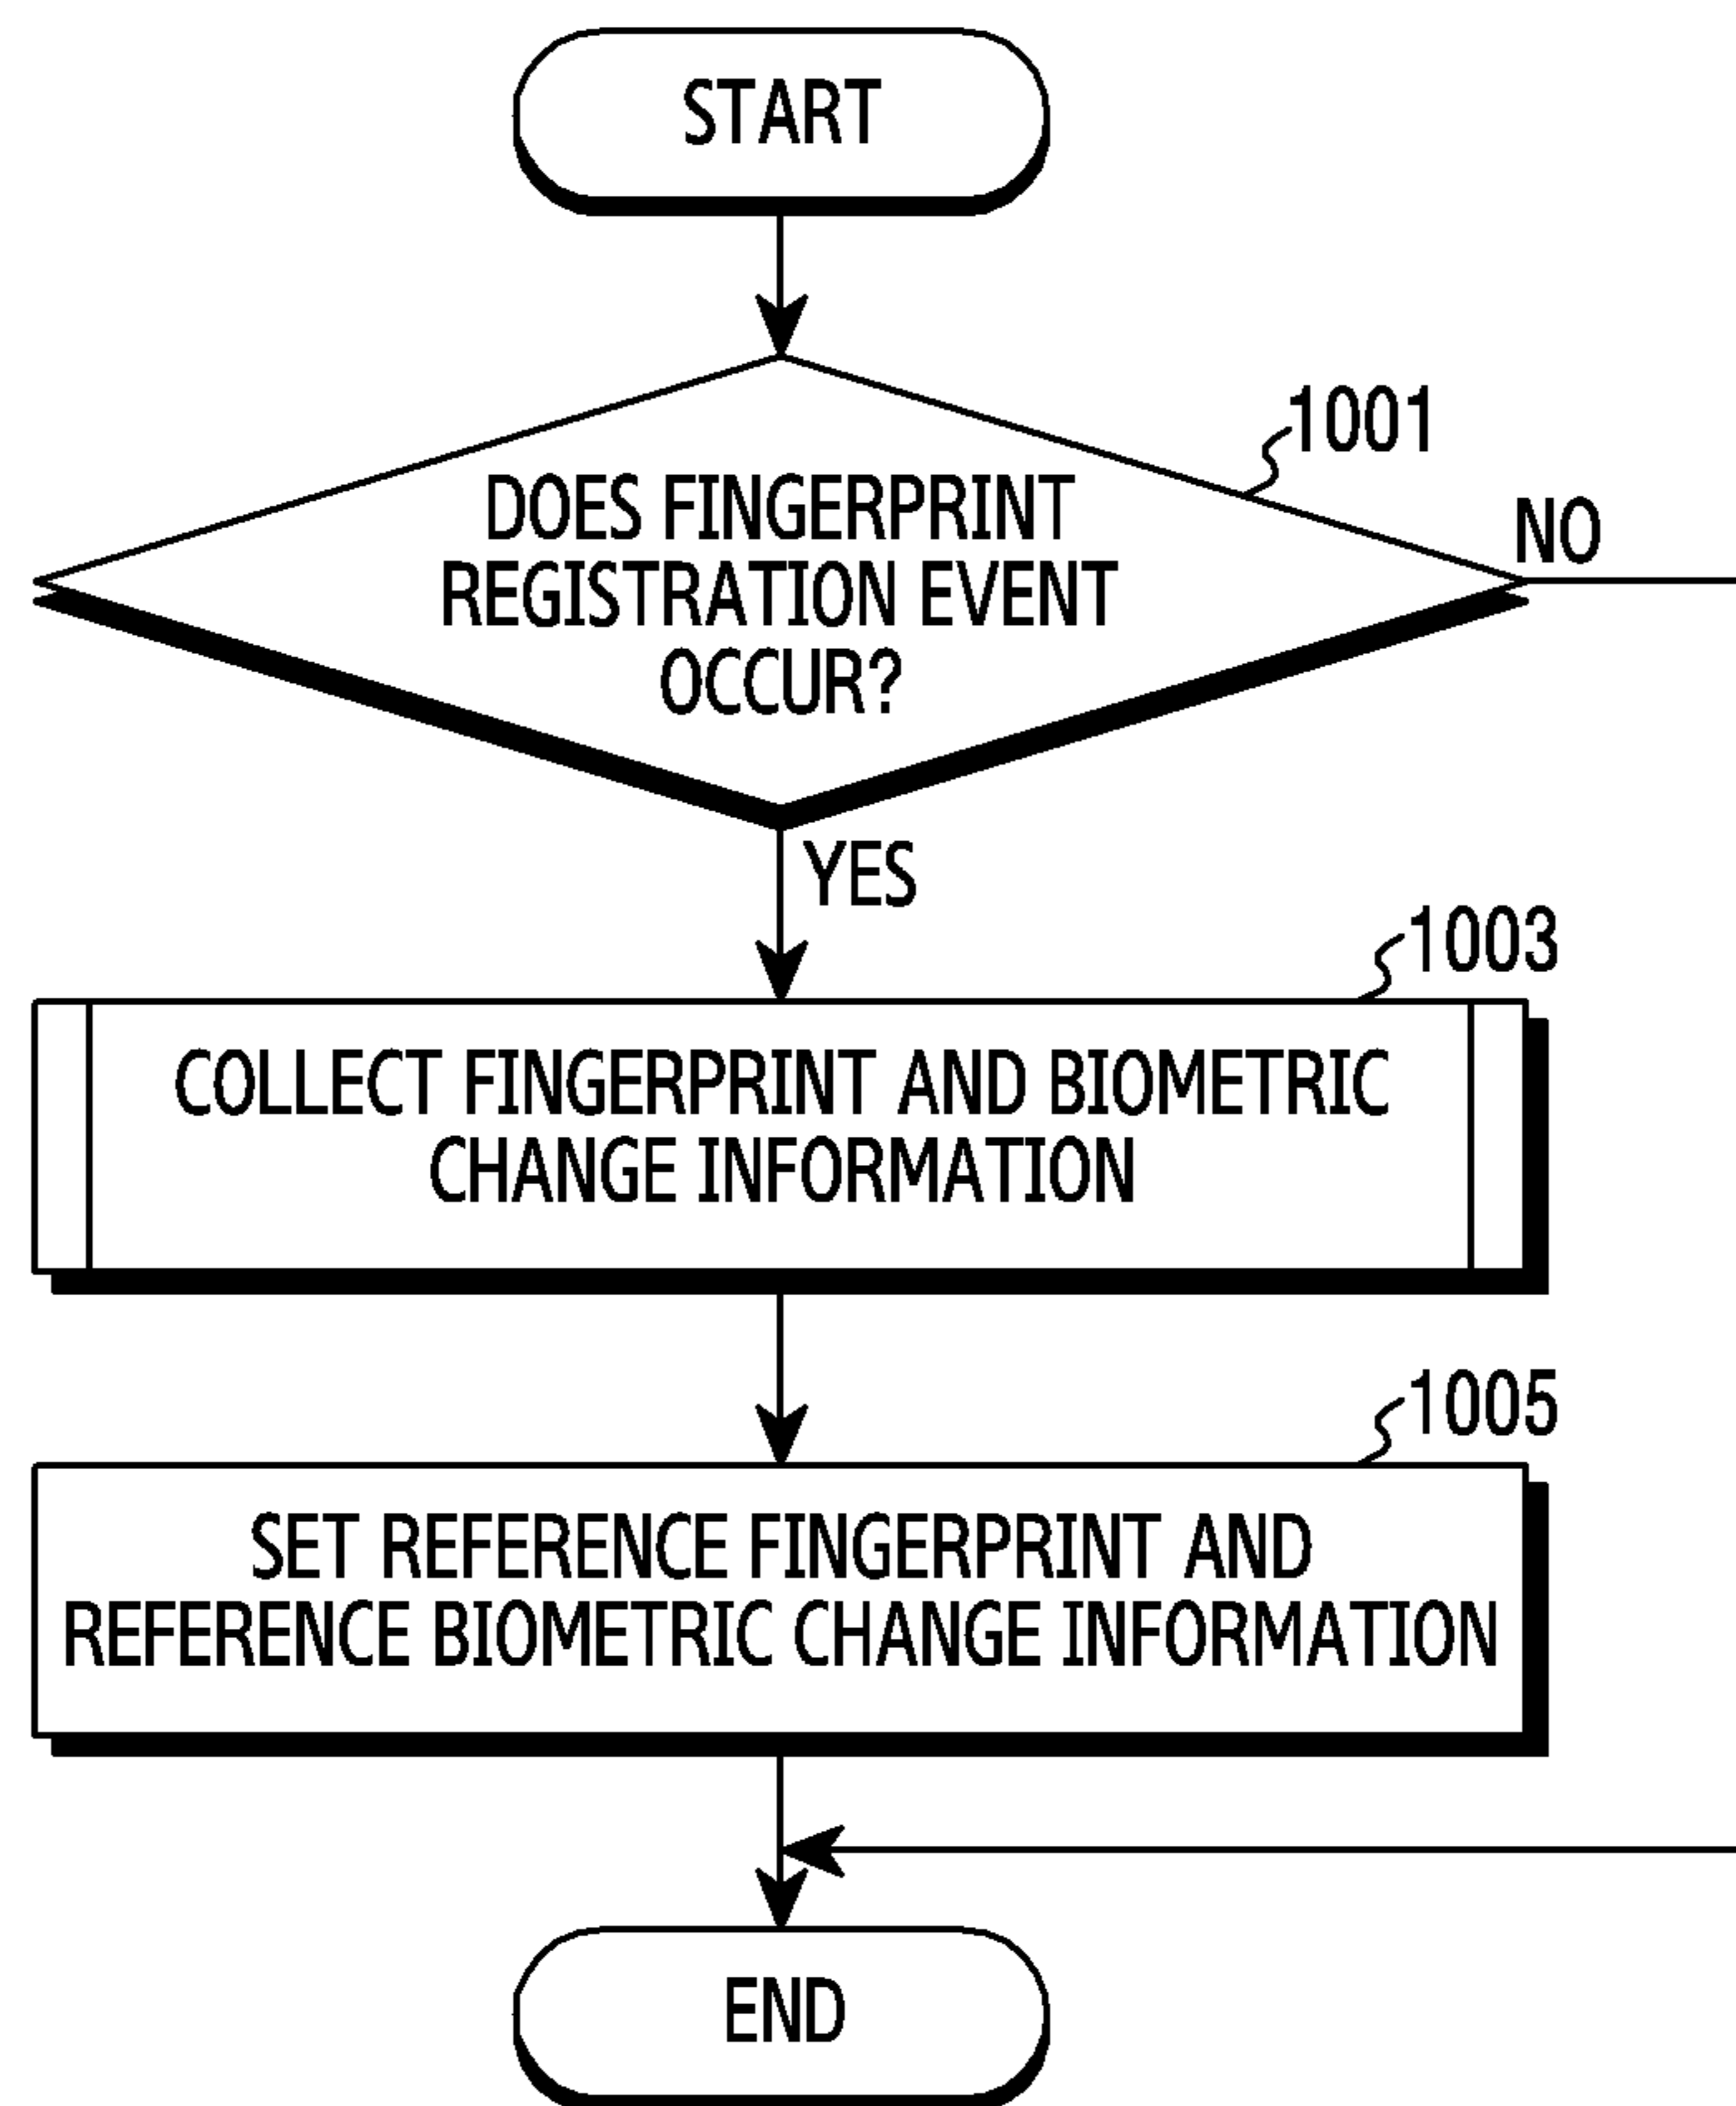 START
1001
DOES FINGERPRINT
REGISTRATION EVENT
OCCUR?
NO
YES
1003
COLLECT FINGERPRINT AND BIOMETRIC
CHANGE INFORMATION
1005
SET REFERENCE FINGERPRINT AND
REFERENCE BIOMETRIC CHANGE INFORMATION
END